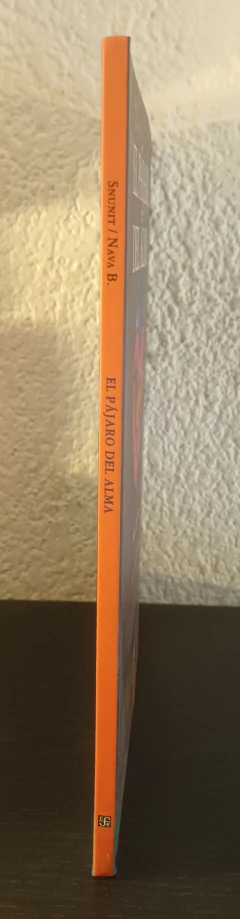 SNUNIT / NAVA B.
EL PÁJARO DEL ALMA